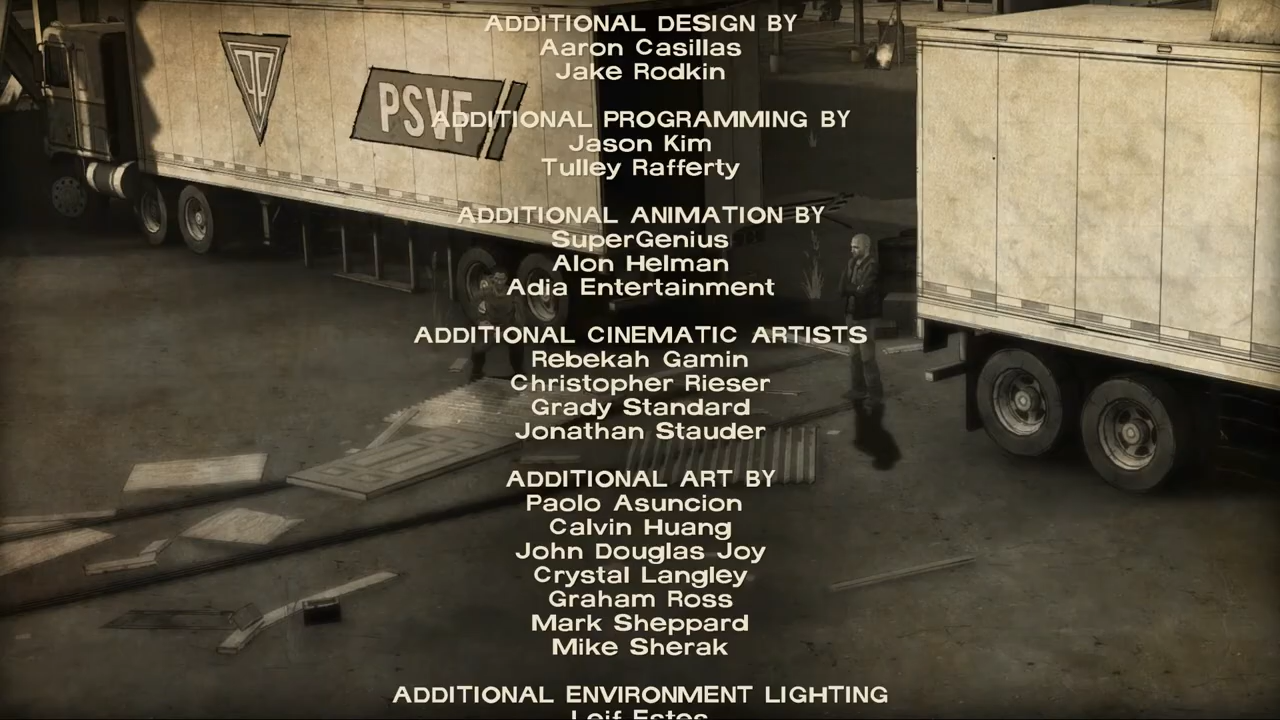 ADDITIONAL DESIGN BY
Aaron Casillas
Jake Rodkin
PSVF
ADDITIONAL PROGRAMMING BY
Jason Kim
Tulley Rafferty
ADDITIONAL ANIMATION BY
SuperGenius
Alon Helman
Adia Entertainment
ADDITIONAL CINEMATIC ARTISTS
Rebekah Gamin
Christopher Rieser
Grady Standard
Jonathan Stauder
ADDITIONAL ART BY
Paolo Asuncion
Calvin Huang
John Douglas Joy
Crystal Langley
Graham Ross
Mark Sheppard
Mike Sherak
ADDITIONAL ENVIRONMENT LIGHTING
Leif Estes